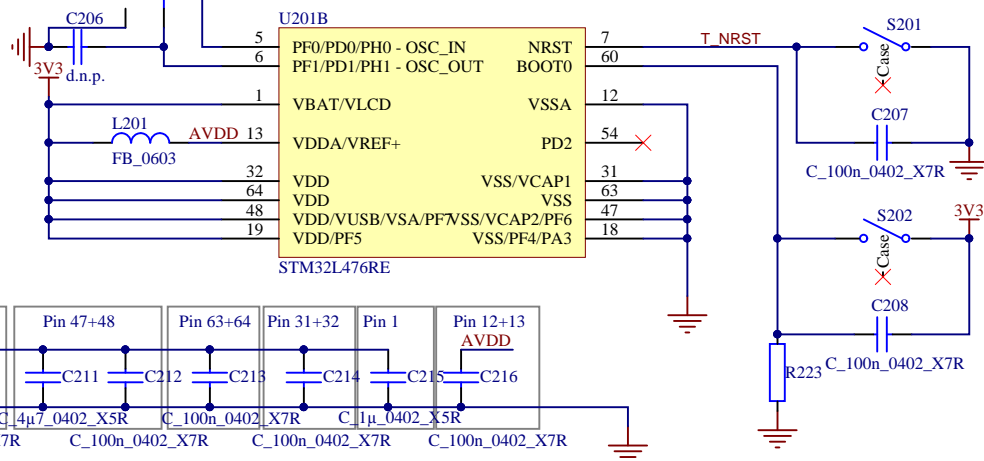 C206
d.n.p.
3V3
L201
FB_0603
AVDD
U201B
5 PF0/PD0/PH0 - OSC_IN NRST 7
6 PF1/PD1/PH1 - OSC_OUT BOOT0 60
1 VBAT/VLCD VSSA 12
13 VDDA/VREF+ PD2 54
32 VDD VSS/VCAP1 31
64 VDD VSS 63
48 VDD/VUSB/VSA/PF7 VSS/VCAP2/PF6 47
19 VDD/PF5 VSS/PF4/PA3 18
STM32L476RE
T_NRST
S201
Case
C207
C_100n_0402_X7R
S202
3V3
Case
C208
C_100n_0402_X7R
R223
Pin 47+48 Pin 63+64 Pin 31+32 Pin 1 Pin 12+13
AVDD
C211 C212 C213 C214 C215 C216
C_4µ7_0402_X5R C_100n_0402_X7R C_1µ_0402_X5R
7R C_100n_0402_X7R C_100n_0402_X7R C_100n_0402_X7R